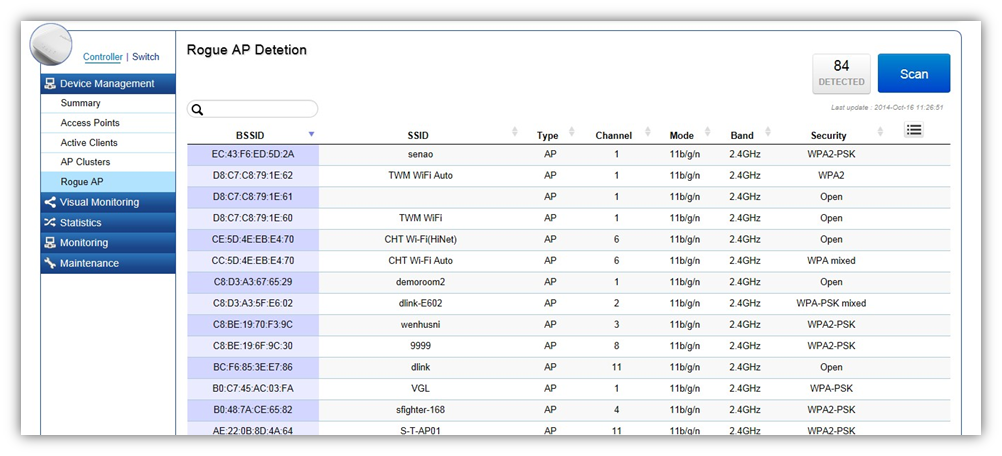 Controller | Switch
Device Management
Summary
Access Points
Active Clients
AP Clusters
Rogue AP
Visual Monitoring
Statistics
Monitoring
Maintenance
Rogue AP Detetion
84
DETECTED
Scan
Last update : 2014-Oct-16 11:26:51
BSSID SSID Type Channel Mode Band Security
EC:43:F6:ED:5D:2A senao AP 1 11b/g/n 2.4GHz WPA2-PSK
D8:C7:C8:79:1E:62 TWM WiFi Auto AP 1 11b/g/n 2.4GHz WPA2
D8:C7:C8:79:1E:61 AP 1 11b/g/n 2.4GHz Open
D8:C7:C8:79:1E:60 TWM WiFi AP 1 11b/g/n 2.4GHz Open
CE:5D:4E:EB:E4:70 CHT Wi-Fi(HiNet) AP 6 11b/g/n 2.4GHz Open
CC:5D:4E:EB:E4:70 CHT Wi-Fi Auto AP 6 11b/g/n 2.4GHz WPA mixed
C8:D3:A3:67:65:29 demoroom2 AP 1 11b/g/n 2.4GHz Open
C8:D3:A3:5F:E6:02 dlink-E602 AP 2 11b/g/n 2.4GHz WPA-PSK mixed
C8:BE:19:70:F3:9C wenhusni AP 3 11b/g/n 2.4GHz WPA2-PSK
C8:BE:19:6F:9C:30 9999 AP 8 11b/g/n 2.4GHz WPA2-PSK
BC:F6:85:3E:E7:86 dlink AP 11 11b/g/n 2.4GHz Open
B0:C7:45:AC:03:FA VGL AP 1 11b/g/n 2.4GHz WPA-PSK
B0:48:7A:CE:65:82 sfighter-168 AP 4 11b/g/n 2.4GHz WPA2-PSK
AE:22:0B:8D:4A:64 S-T-AP01 AP 11 11b/g/n 2.4GHz WPA2-PSK